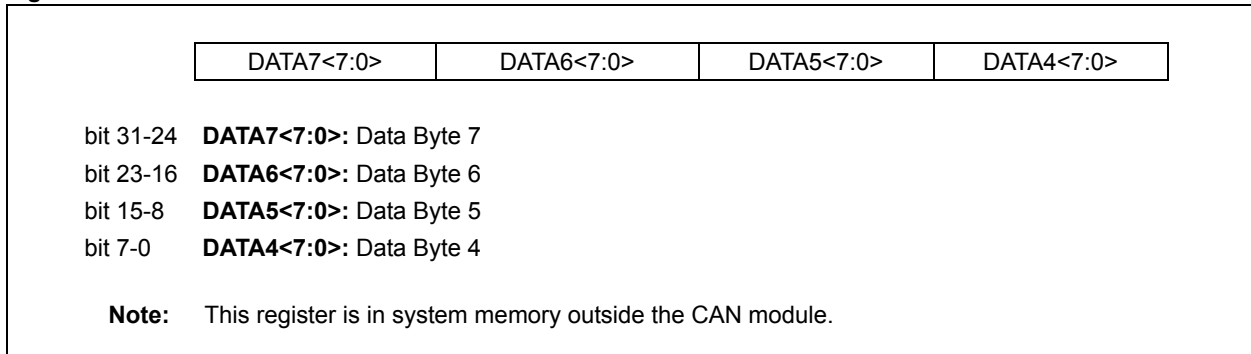 DATA7<7:0> DATA6<7:0> DATA5<7:0> DATA4<7:0>
bit 31-24 DATA7<7:0>: Data Byte 7
bit 23-16 DATA6<7:0>: Data Byte 6
bit 15-8 DATA5<7:0>: Data Byte 5
bit 7-0 DATA4<7:0>: Data Byte 4
Note: This register is in system memory outside the CAN module.